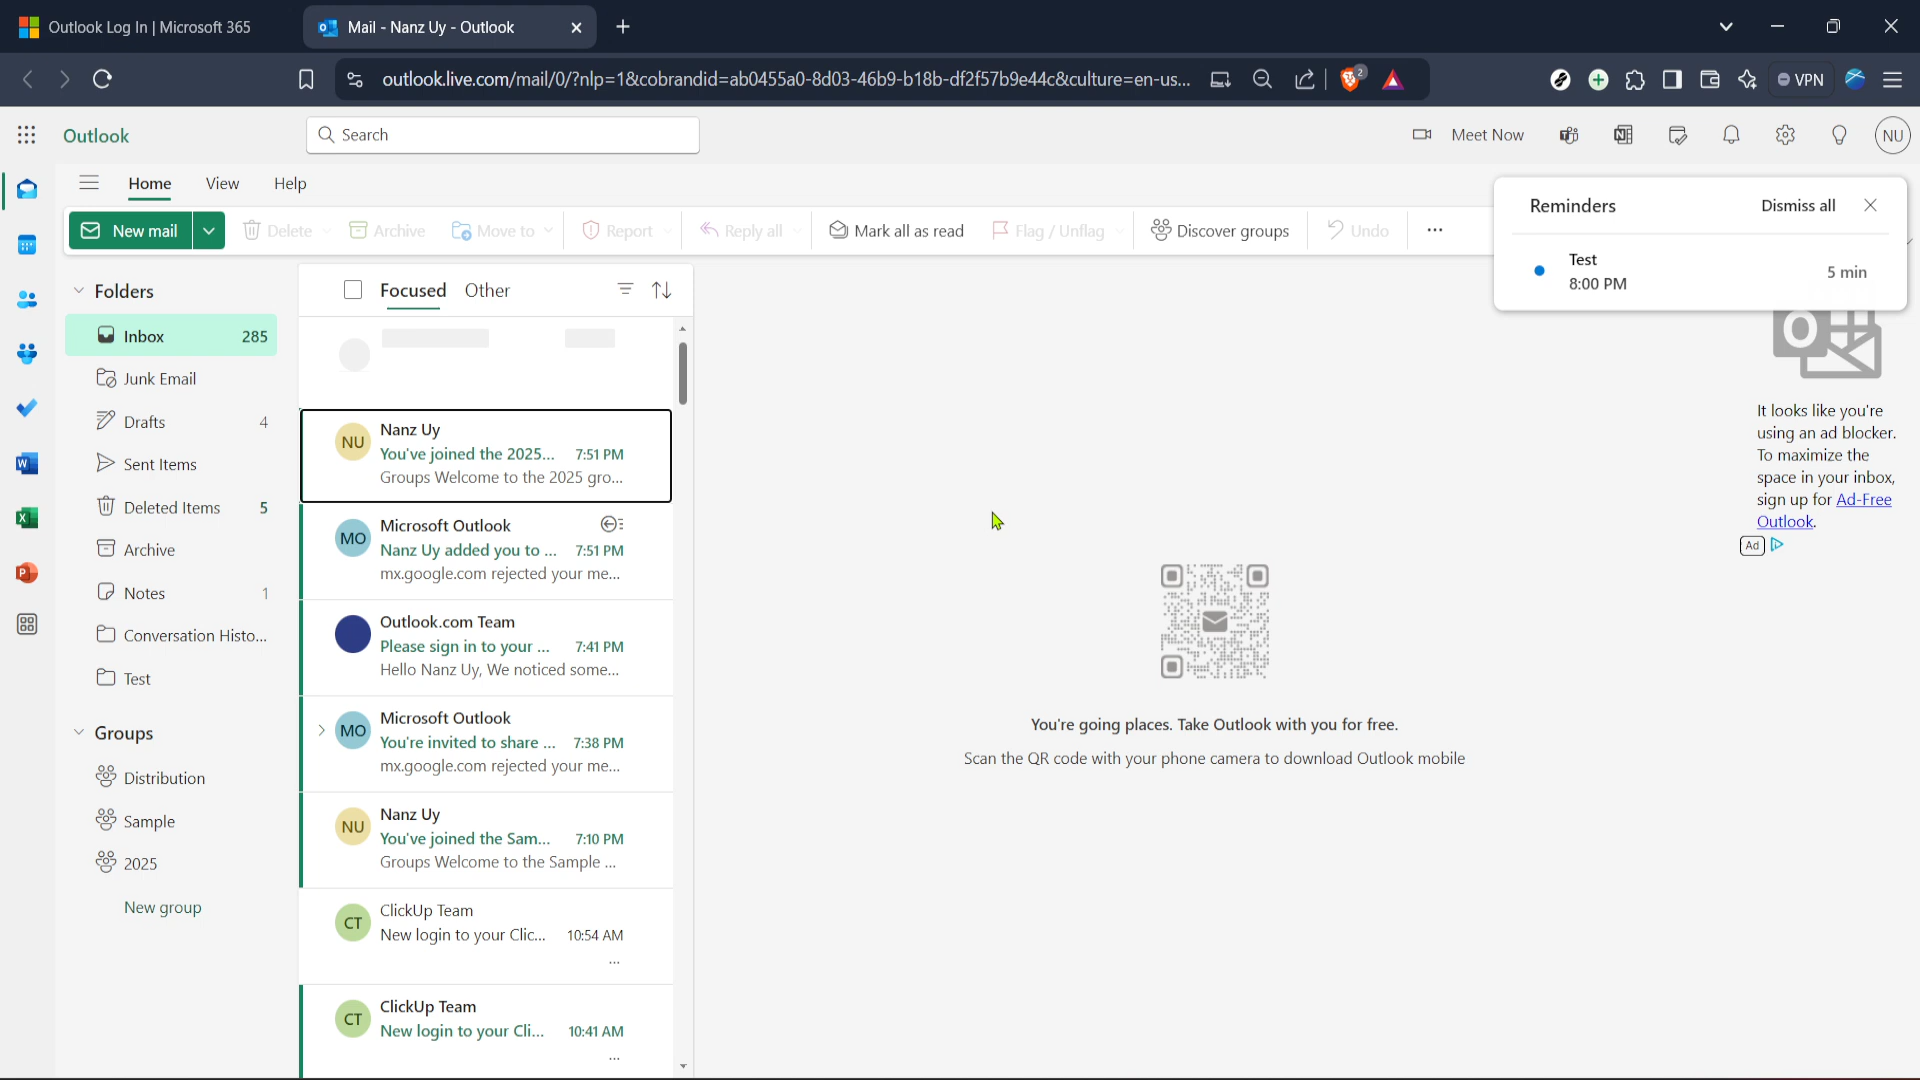 Outlook Log In | Microsoft 365
Mail - Nanz Uy - Outlook
outlook.live.com/mail/0/?nlp=1&cobrandid=ab0455a0-8d03-46b9-b18b-df2f57b9e44c&culture=en-us...
2
VPN
Outlook
Search
Meet Now
NU
Home View Help
New mail Delete Archive Move to Report Reply all Mark all as read Flag / Unflag Discover groups Undo ...
Reminders Dismiss all
Test
8:00 PM
5 min
Folders
Inbox 285
Junk Email
Drafts 4
Sent Items
Deleted Items 5
Archive
Notes 1
Conversation Histo...
Test
Groups
Distribution
Sample
2025
New group
Focused Other
NU
Nanz Uy
You've joined the 2025... 7:51 PM
Groups Welcome to the 2025 gro...
MO
Microsoft Outlook
Nanz Uy added you to ... 7:51 PM
mx.google.com rejected your me...
Outlook.com Team
Please sign in to your ... 7:41 PM
Hello Nanz Uy, We noticed some...
MO
Microsoft Outlook
You're invited to share ... 7:38 PM
mx.google.com rejected your me...
NU
Nanz Uy
You've joined the Sam... 7:10 PM
Groups Welcome to the Sample ...
CT
ClickUp Team
New login to your Clic... 10:54 AM
...
CT
ClickUp Team
New login to your Cli... 10:41 AM
...
You're going places. Take Outlook with you for free.
Scan the QR code with your phone camera to download Outlook mobile
It looks like you're
using an ad blocker.
To maximize the
space in your inbox,
sign up for Ad-Free
Outlook.
Ad